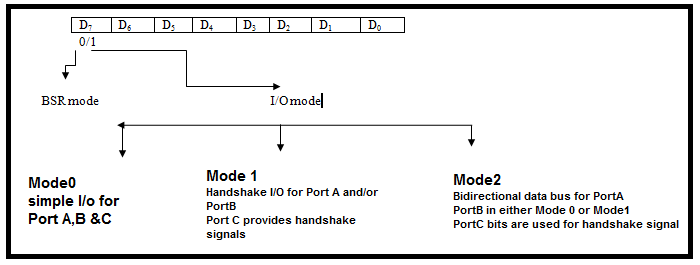 D7 D6 D5 D4 D3 D2 D1 D0
0/1
BSR mode I/O mode
Mode0
simple I/o for
Port A,B &C
Mode 1
Handshake I/O for Port A and/or
PortB
Port C provides handshake
signals
Mode2
Bidirectional data bus for PortA
PortB in either Mode 0 or Mode1
PortC bits are used for handshake signal